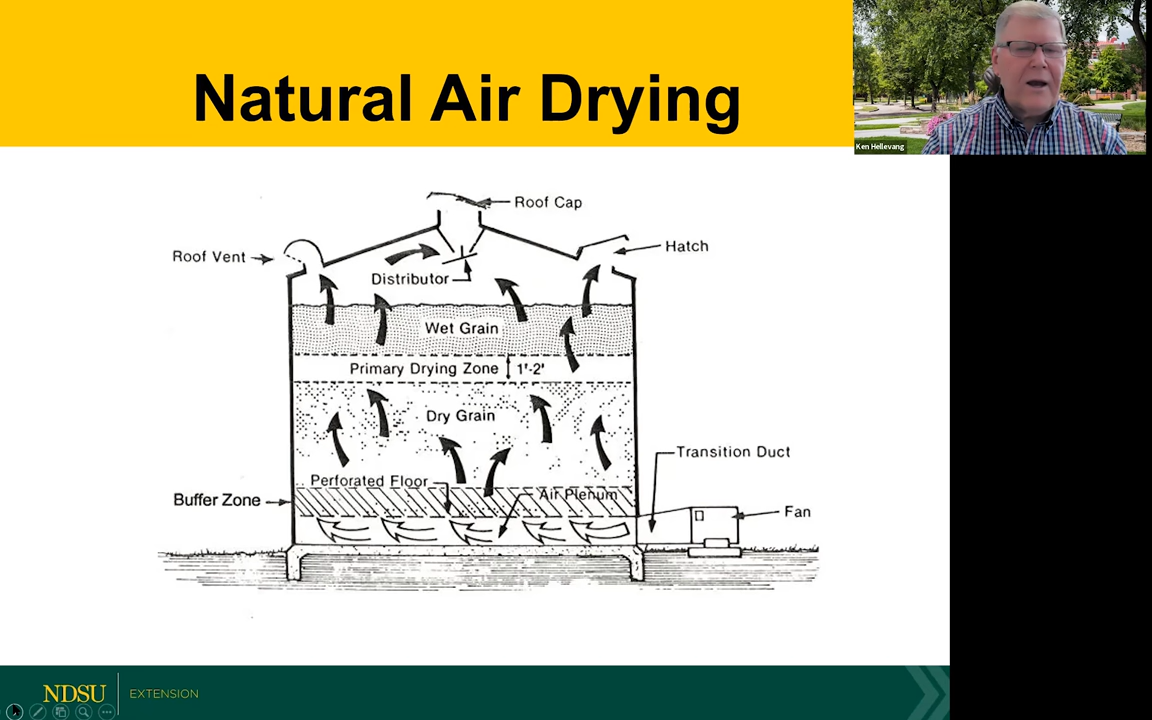 Natural Air Drying
Ken Hellevang
Roof Cap
Roof Vent
Hatch
Distributor
Wet Grain
Primary Drying Zone 1'-2'
Dry Grain
Transition Duct
Perforated Floor
Air Plenum
Buffer Zone
Fan
NDSU EXTENSION